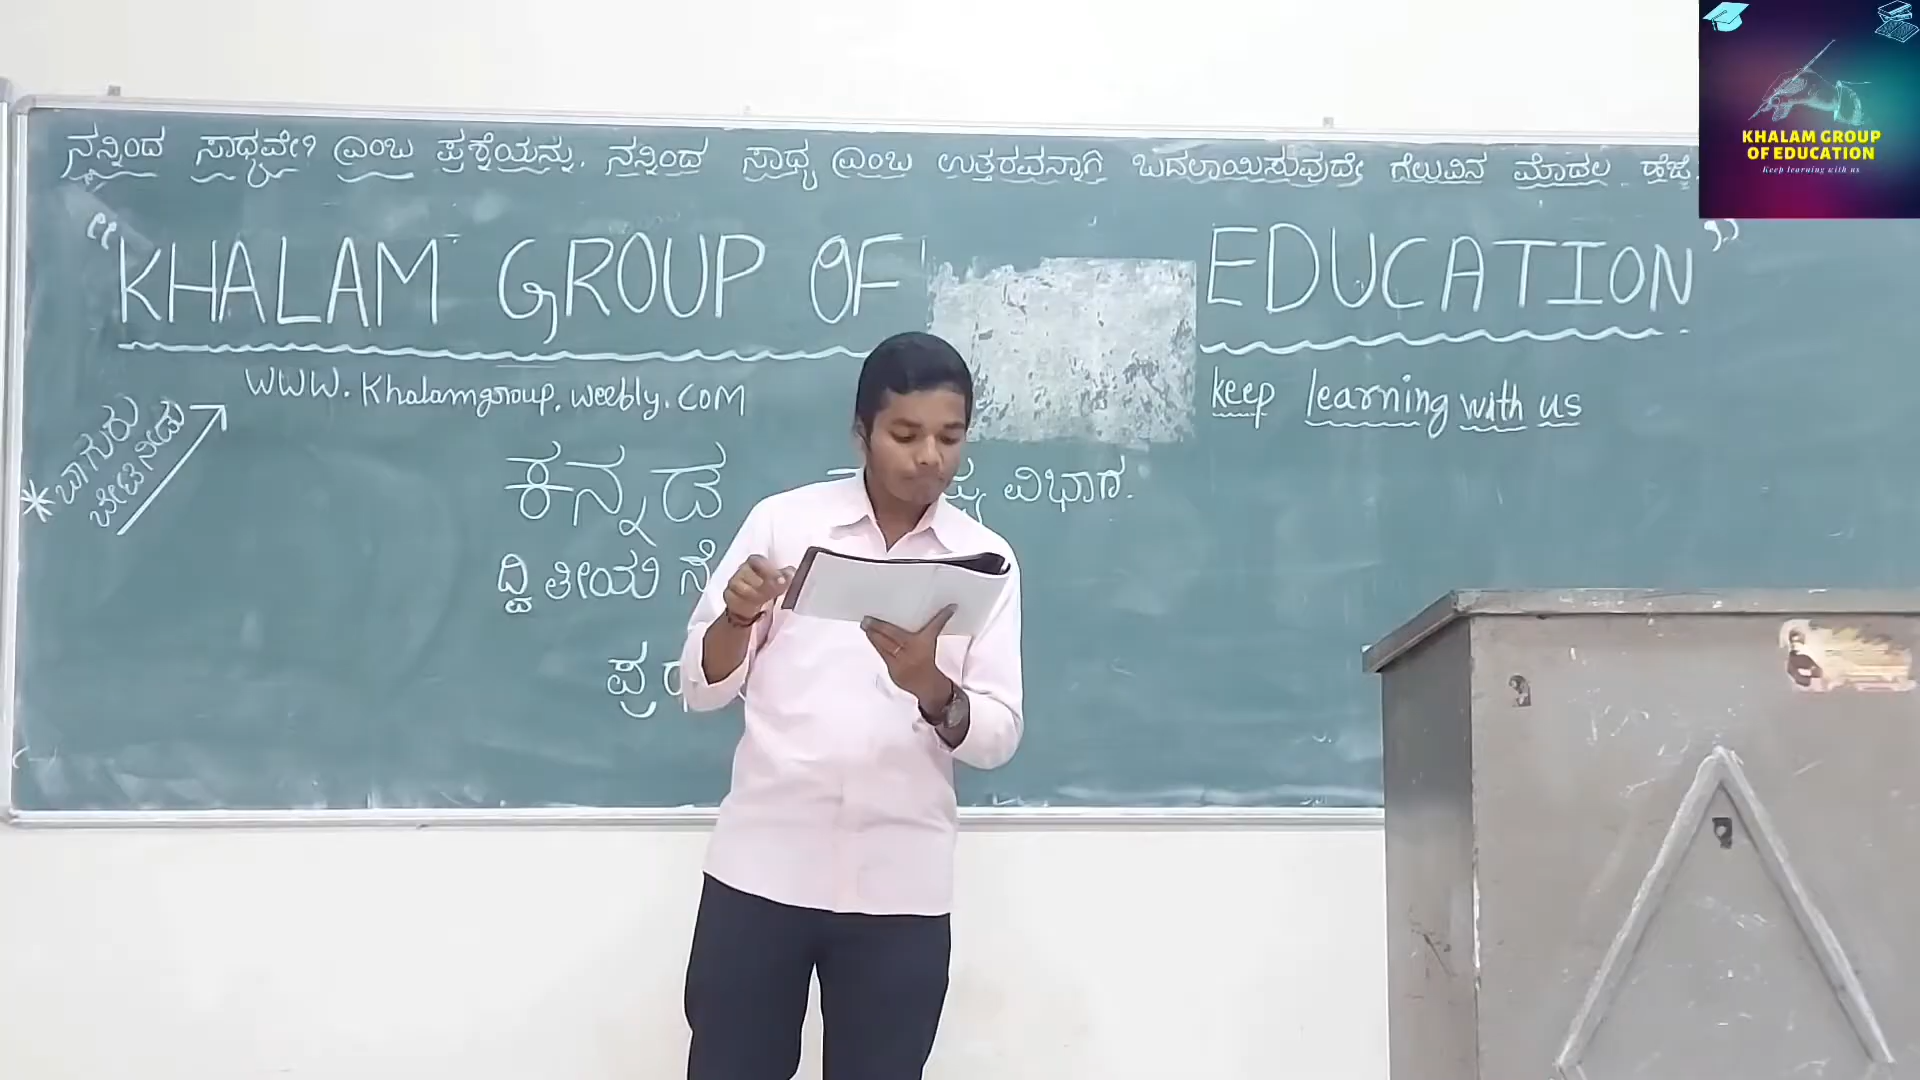 ನನ್ನಿಂದ ಸಾಧ್ಯವೇ? ಎಂಬ ಪ್ರಶ್ನೆಯನ್ನು. ನನ್ನಿಂದ ಸಾಧ್ಯ ಎಂಬ ಉತ್ತರವನ್ನಾಗಿ ಬದಲಾಯಿಸುವುದೇ ಗೆಲುವಿನ ಮೊದಲ
"KHALAM GROUP OF EDUCATION"
www.Khalamgroup.weebly.com
keep learning with us
ಕನ್ನಡ ವಿಭಾಗ.
ದ್ವಿತೀಯ
KHALAM GROUP
OF EDUCATION
Keep learning with us